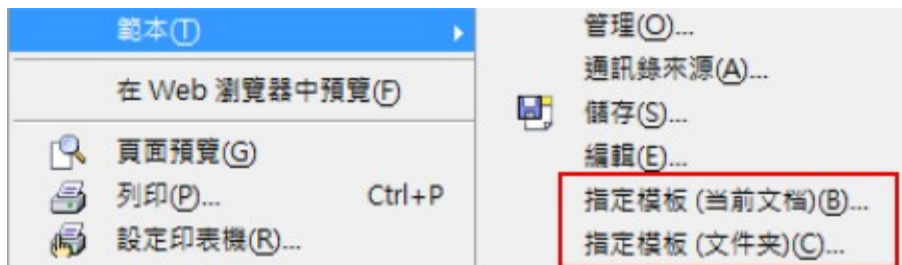 範本(T)
在 Web 瀏覽器中預覽(F)
頁面預覽(G)
列印(P)... Ctrl+P
設定印表機(R)...
管理(O)...
通訊錄來源(A)...
儲存(S)...
編輯(E)...
指定模板 (当前文档)(B)...
指定模板 (文件夹)(C)...